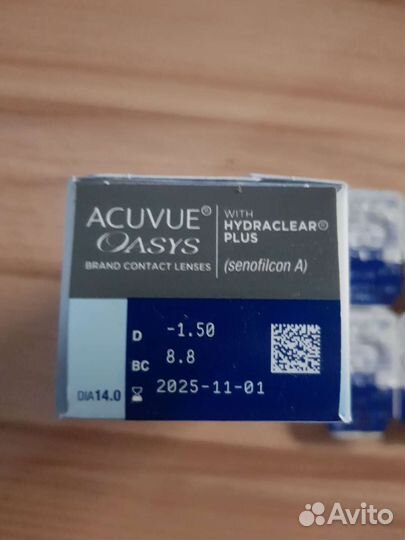 ACUVUE®
OASYS
BRAND CONTACT LENSES
WITH
HYDRACLEAR®
PLUS
(senofilcon A)
D -1.50
BC 8.8
2025-11-01
DIA14.0
Avito